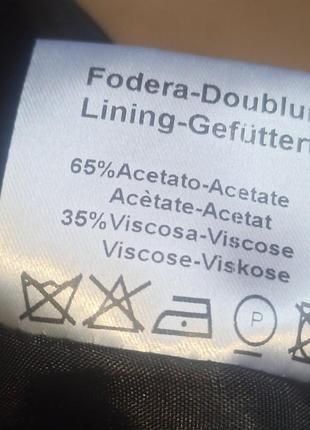 Fodera-Doublu
Lining-Gefütter
65%Acetato-Acetate
Acètate-Acetat
35%Viscosa-Viscose
Viscose-Viskose
P